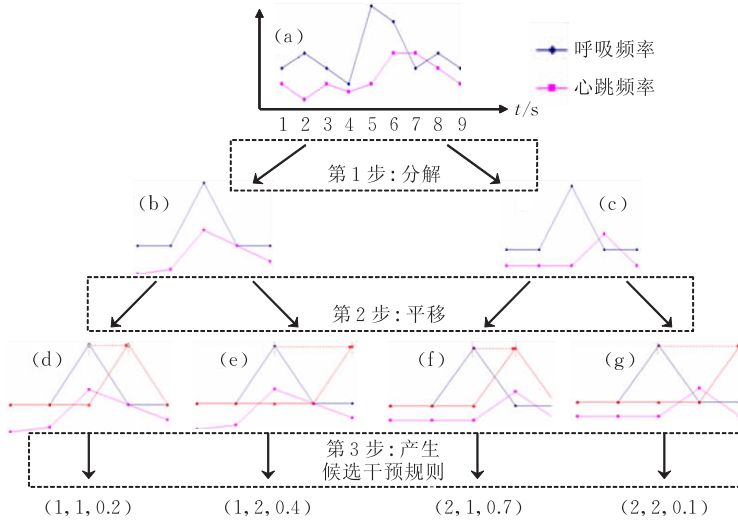 (a)
呼吸频率
心跳频率
t/s
1 2 3 4 5 6 7 8 9
第1步:分解
(b)
(c)
第2步:平移
(d)
(e)
(f)
(g)
第3步:产生
候选干预规则
(1,1,0.2)
(1,2,0.4)
(2,1,0.7)
(2,2,0.1)